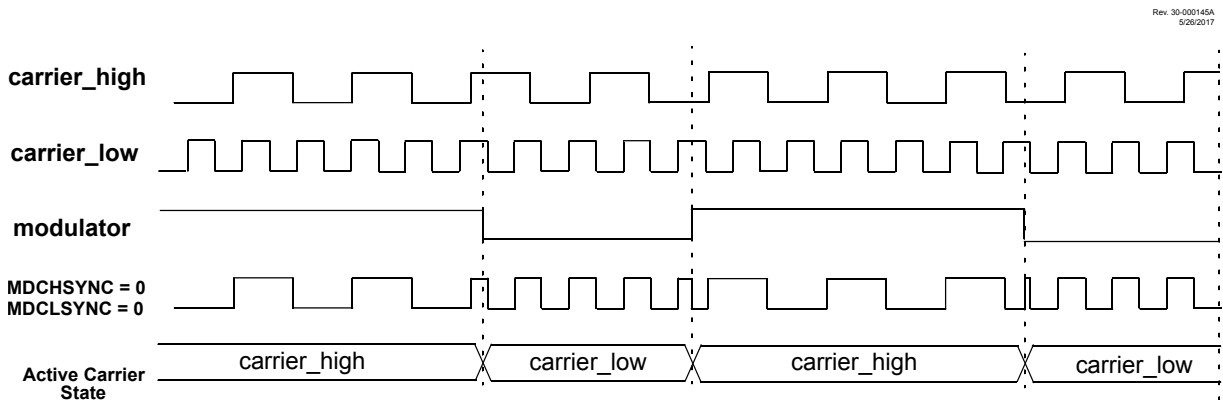 Rev. 30-000145A
5/26/2017
carrier_high
carrier_low
modulator
MDCHSYNC = 0
MDCLSYNC = 0
Active Carrier
State
carrier_high
carrier_low
carrier_high
carrier_low